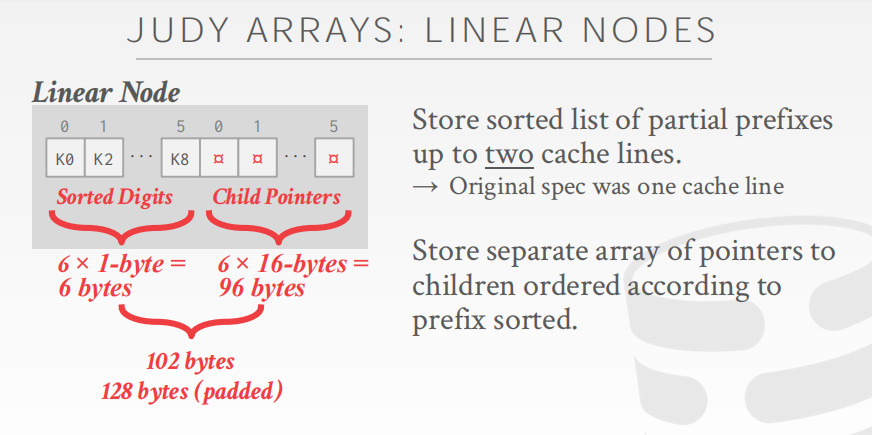 JUDY ARRAYS: LINEAR NODES
Linear Node
0 1 5 0 1 5
K0 K2 ··· K8 ¤ ¤ ··· ¤
Sorted Digits Child Pointers
6 × 1-byte = 6 × 16-bytes =
6 bytes 96 bytes
102 bytes
128 bytes (padded)
Store sorted list of partial prefixes
up to two cache lines.
→ Original spec was one cache line
Store separate array of pointers to
children ordered according to
prefix sorted.